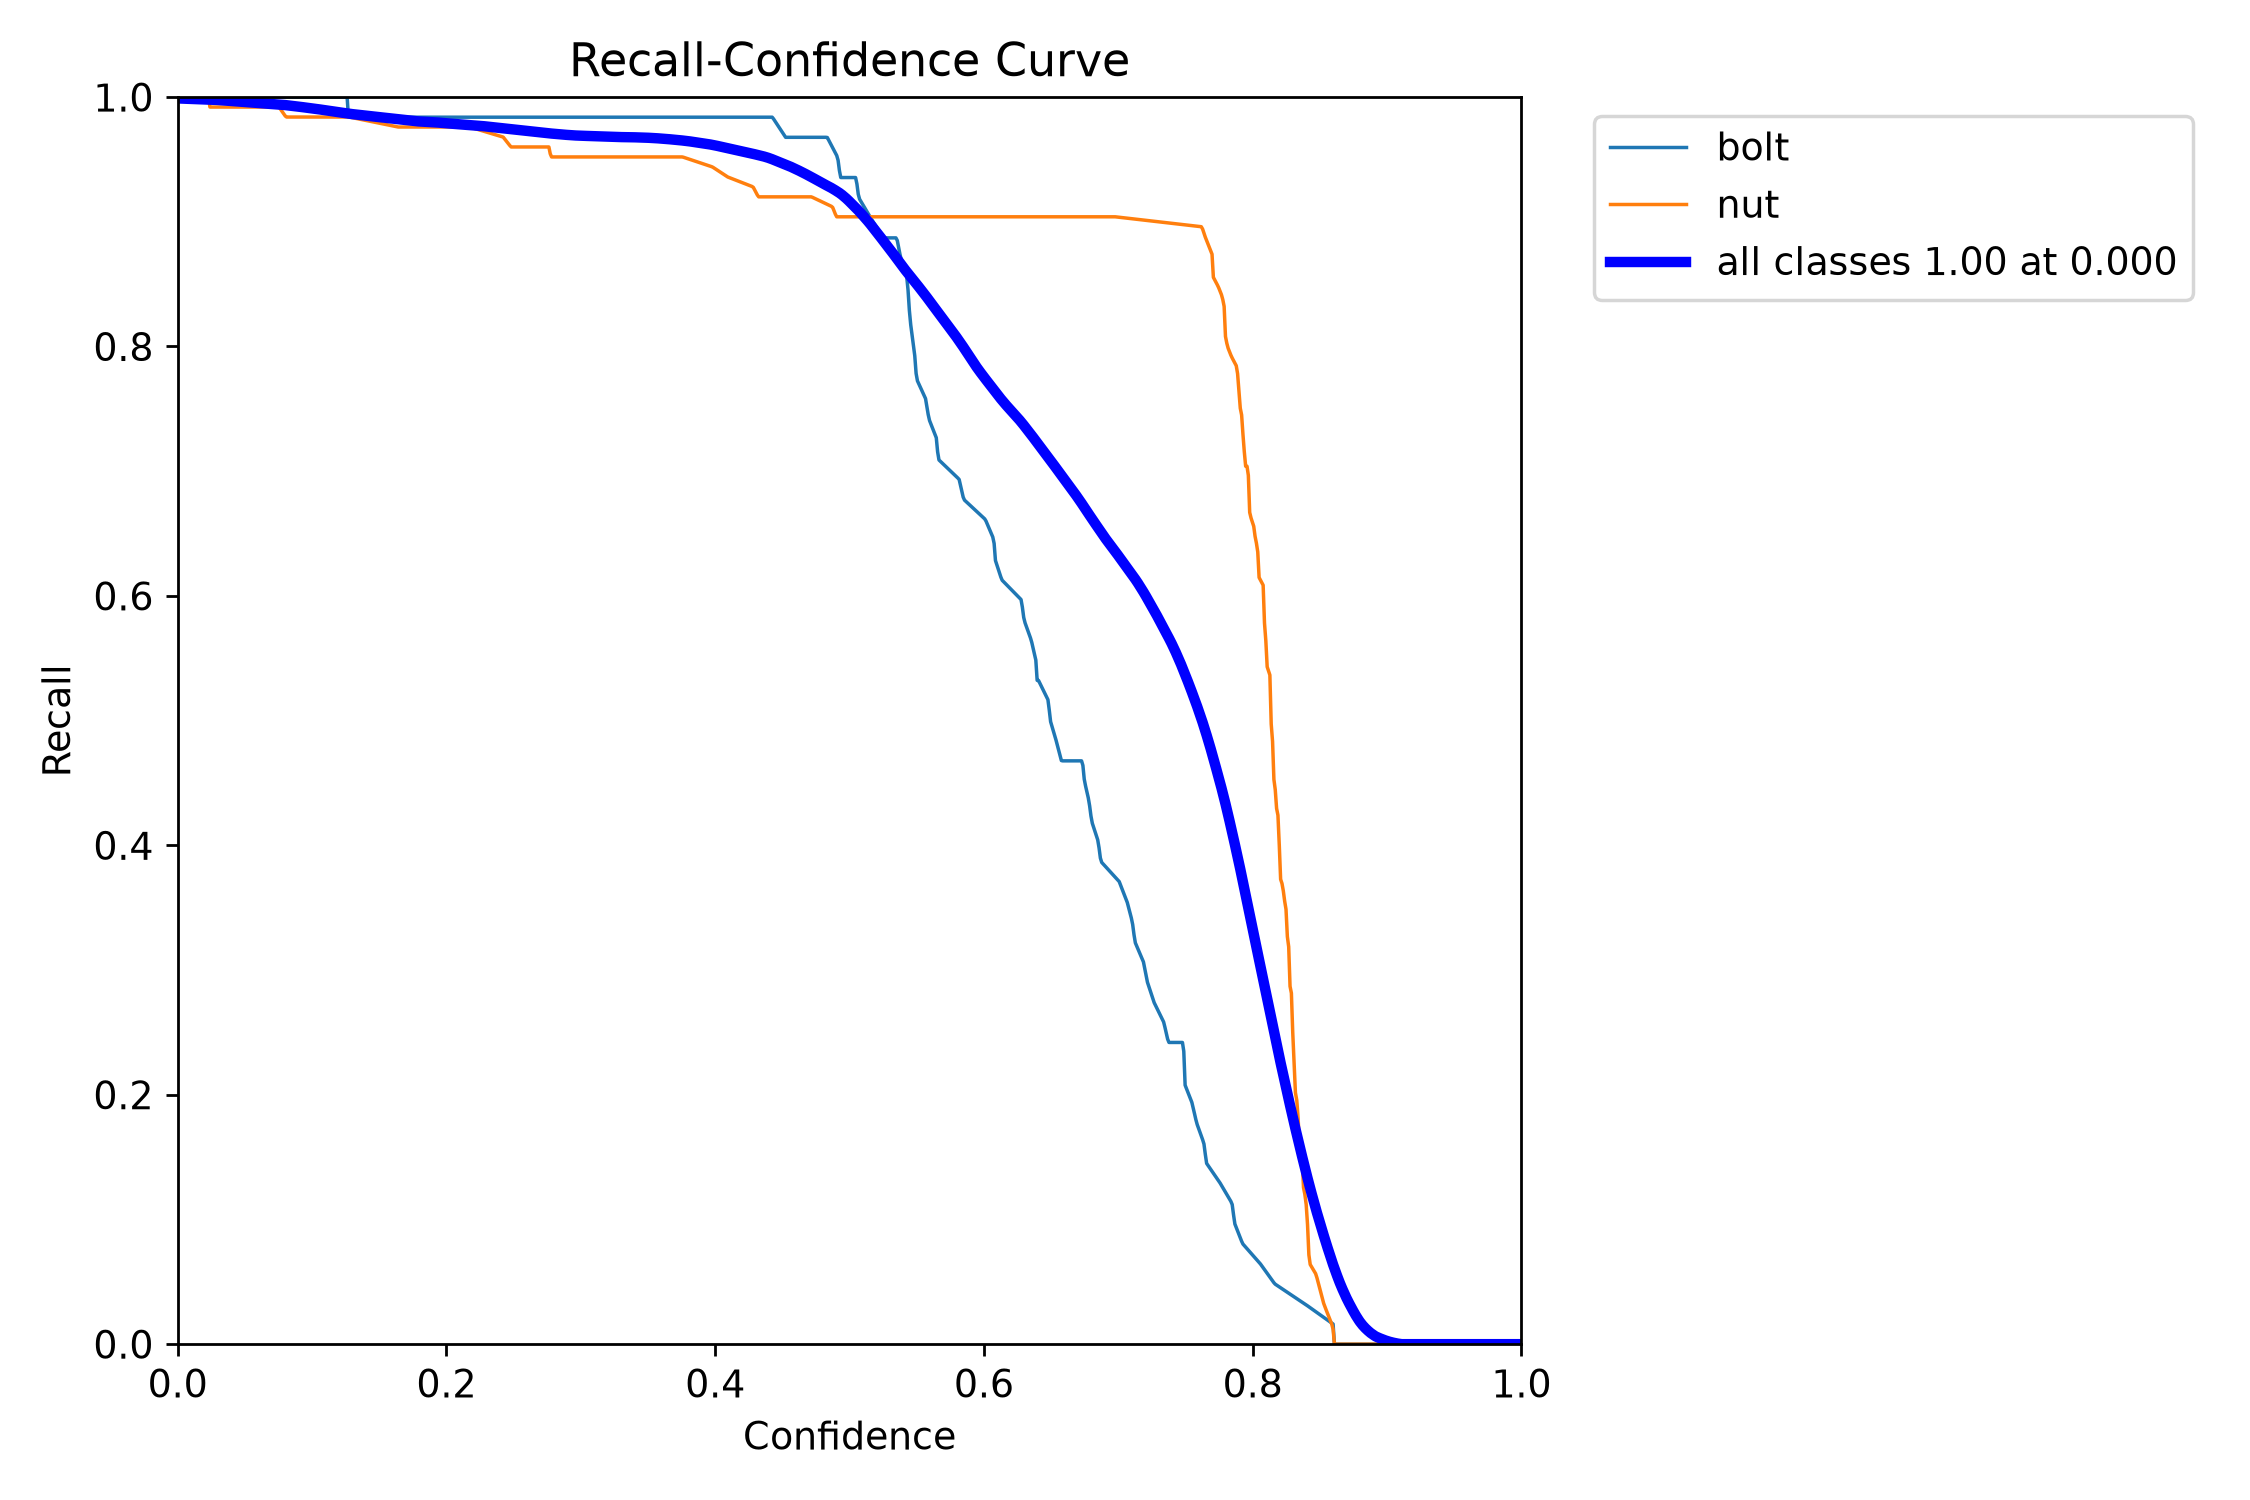 Recall-Confidence Curve
1.0
0.8
0.6
0.4
0.2
0.0
Recall
0.0 0.2 0.4 0.6 0.8 1.0
Confidence
bolt
nut
all classes 1.00 at 0.000